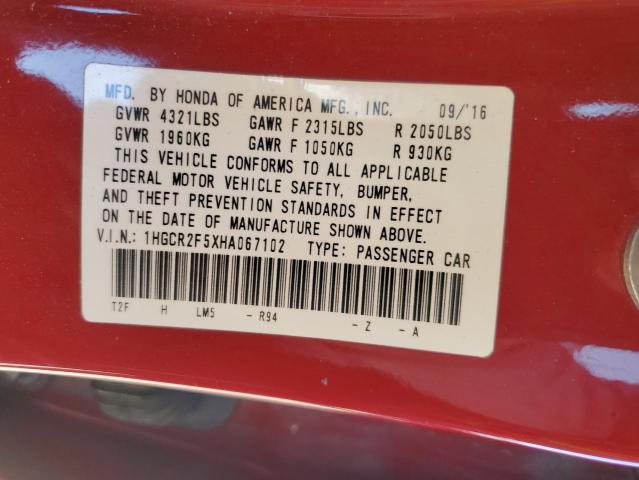 MFD. BY HONDA OF AMERICA MFG., INC. 09/'16
GVWR 4321LBS GAWR F 2315LBS R 2050LBS
GVWR 1960KG GAWR F 1050KG R 930KG
THIS VEHICLE CONFORMS TO ALL APPLICABLE
FEDERAL MOTOR VEHICLE SAFETY, BUMPER,
AND THEFT PREVENTION STANDARDS IN EFFECT
ON THE DATE OF MANUFACTURE SHOWN ABOVE.
V.I.N.: 1HGCR2F5XHA067102 TYPE: PASSENGER CAR
T2F H LM5 - R94 - Z - A